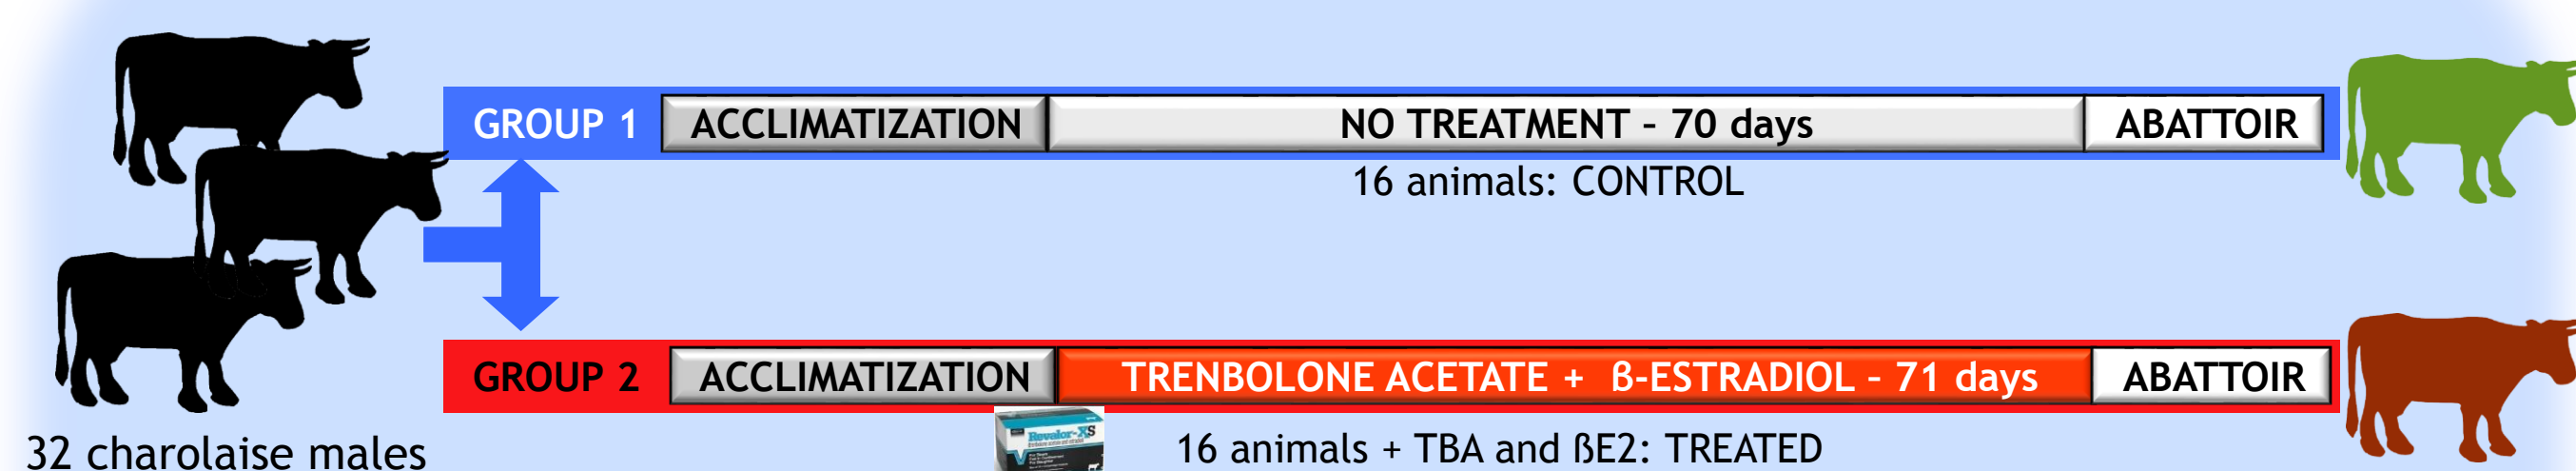 GROUP 1 ACCLIMATIZATION NO TREATMENT - 70 days ABATTOIR
16 animals: CONTROL
GROUP 2 ACCLIMATIZATION TRENBOLONE ACETATE + ß-ESTRADIOL - 71 days ABATTOIR
Revalor-XS
32 charolaise males
16 animals + TBA and ßE2: TREATED